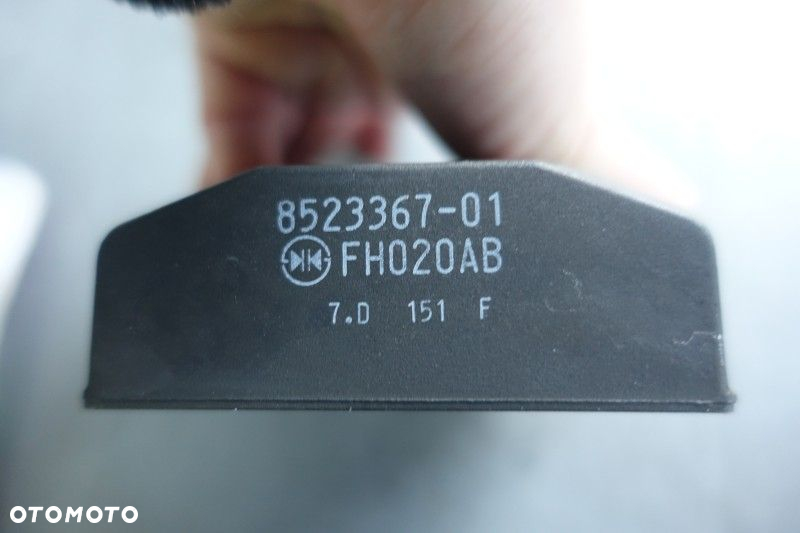 8523367-01
FH020AB
7.D 151 F
OTOMOTO